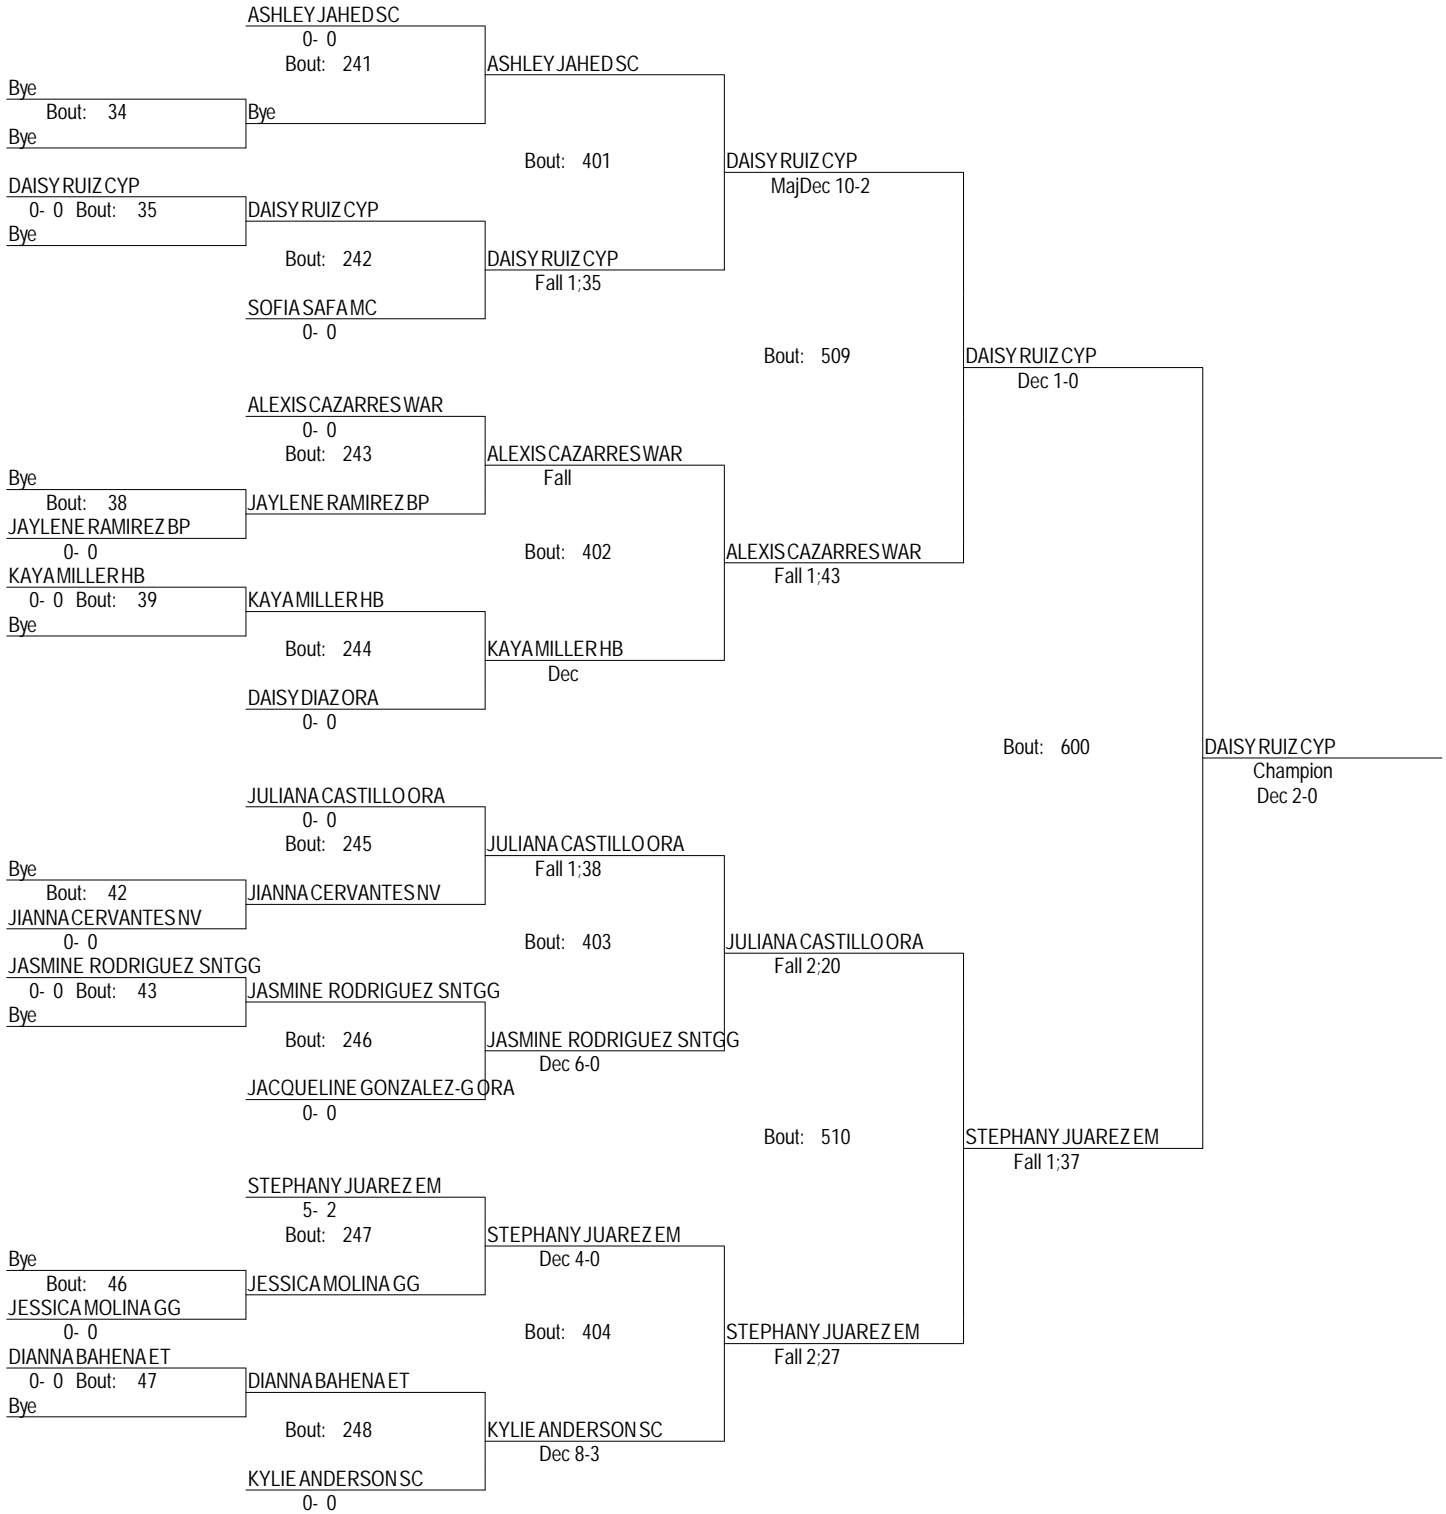 ASHLEY JAHED SC
0- 0
Bout: 241
ASHLEY JAHED SC
Bye
Bout: 34
Bye
Bye
Bout: 401
DAISY RUIZ CYP
MajDec 10-2
DAISY RUIZ CYP
0- 0 Bout: 35
DAISY RUIZ CYP
Bye
Bout: 242
DAISY RUIZ CYP
Fall 1;35
SOFIA SAFA MC
0- 0
Bout: 509
DAISY RUIZ CYP
Dec 1-0
ALEXIS CAZARRES WAR
0- 0
Bout: 243
ALEXIS CAZARRES WAR
Fall
Bye
Bout: 38
JAYLENE RAMIREZ BP
JAYLENE RAMIREZ BP
0- 0
Bout: 402
ALEXIS CAZARRES WAR
Fall 1;43
KAYA MILLER HB
0- 0 Bout: 39
KAYA MILLER HB
Bye
Bout: 244
KAYA MILLER HB
Dec
DAISY DIAZ ORA
0- 0
Bout: 600
DAISY RUIZ CYP
Champion
Dec 2-0
JULIANA CASTILLO ORA
0- 0
Bout: 245
JULIANA CASTILLO ORA
Fall 1;38
Bye
Bout: 42
JIANNA CERVANTES NV
JIANNA CERVANTES NV
0- 0
Bout: 403
JULIANA CASTILLO ORA
Fall 2;20
JASMINE RODRIGUEZ SNTGG
0- 0 Bout: 43
JASMINE RODRIGUEZ SNTGG
Bye
Bout: 246
JASMINE RODRIGUEZ SNTGG
Dec 6-0
JACQUELINE GONZALEZ-G ORA
0- 0
Bout: 510
STEPHANY JUAREZ EM
Fall 1;37
STEPHANY JUAREZ EM
5- 2
Bout: 247
STEPHANY JUAREZ EM
Dec 4-0
Bye
Bout: 46
JESSICA MOLINA GG
JESSICA MOLINA GG
0- 0
Bout: 404
STEPHANY JUAREZ EM
Fall 2;27
DIANNA BAHENA ET
0- 0 Bout: 47
DIANNA BAHENA ET
Bye
Bout: 248
KYLIE ANDERSON SC
Dec 8-3
KYLIE ANDERSON SC
0- 0